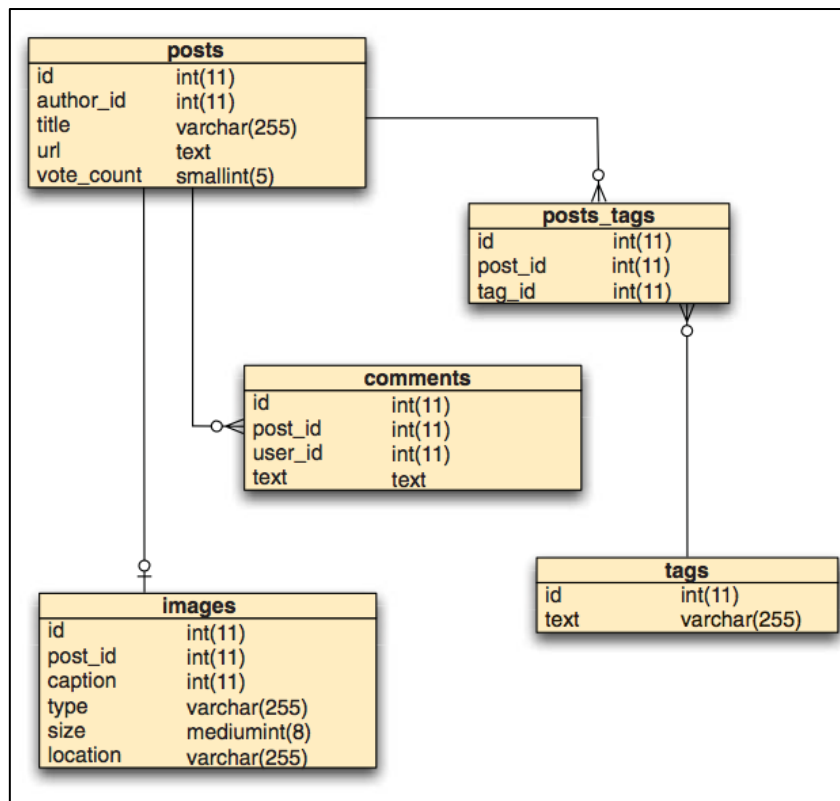 posts
id int(11)
author_id int(11)
title varchar(255)
url text
vote_count smallint(5)
posts_tags
id int(11)
post_id int(11)
tag_id int(11)
comments
id int(11)
post_id int(11)
user_id int(11)
text text
tags
id int(11)
text varchar(255)
images
id int(11)
post_id int(11)
caption int(11)
type varchar(255)
size mediumint(8)
location varchar(255)